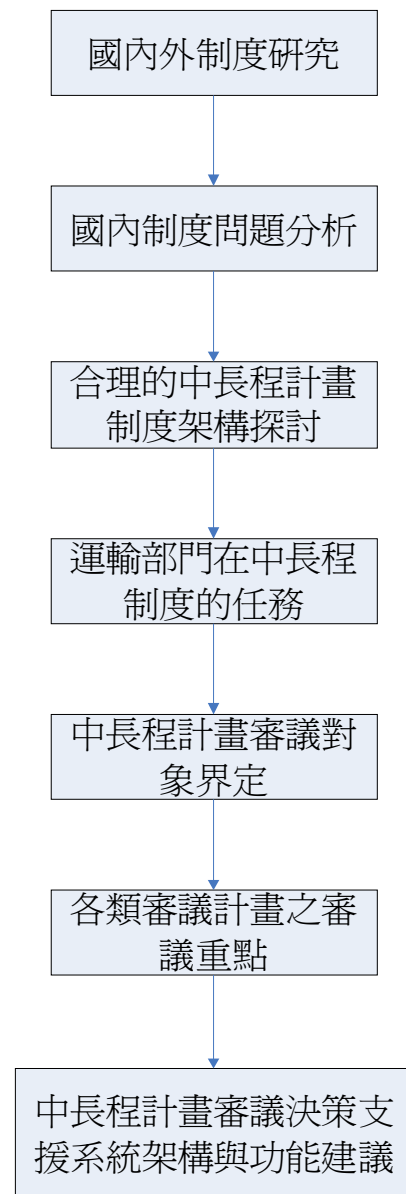 國內外制度研究
國內制度問題分析
合理的中長程計畫
制度架構探討
運輸部門在中長程
制度的任務
中長程計畫審議對
象界定
各類審議計畫之審
議重點
中長程計畫審議決策支
援系統架構與功能建議